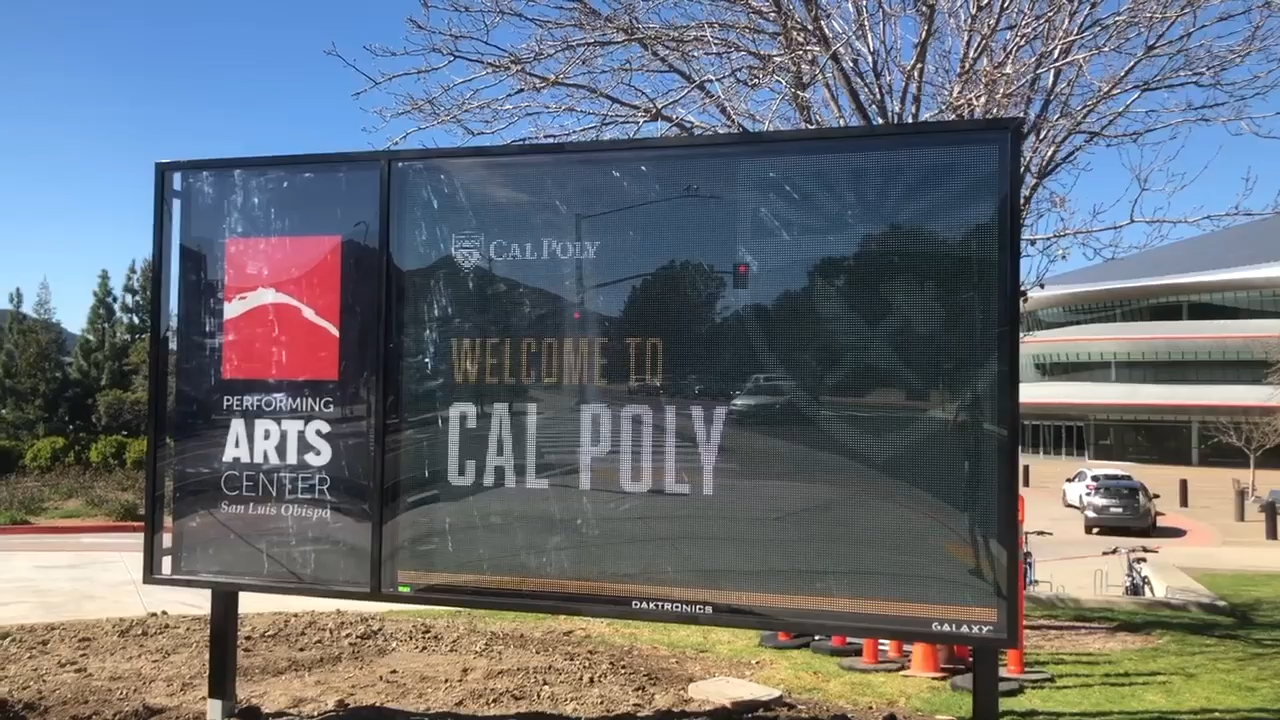 PERFORMING
ARTS
CENTER
San Luis Obispo
CAL POLY
WELCOME TO
CAL POLY
DAKTRONICS
GALAXY